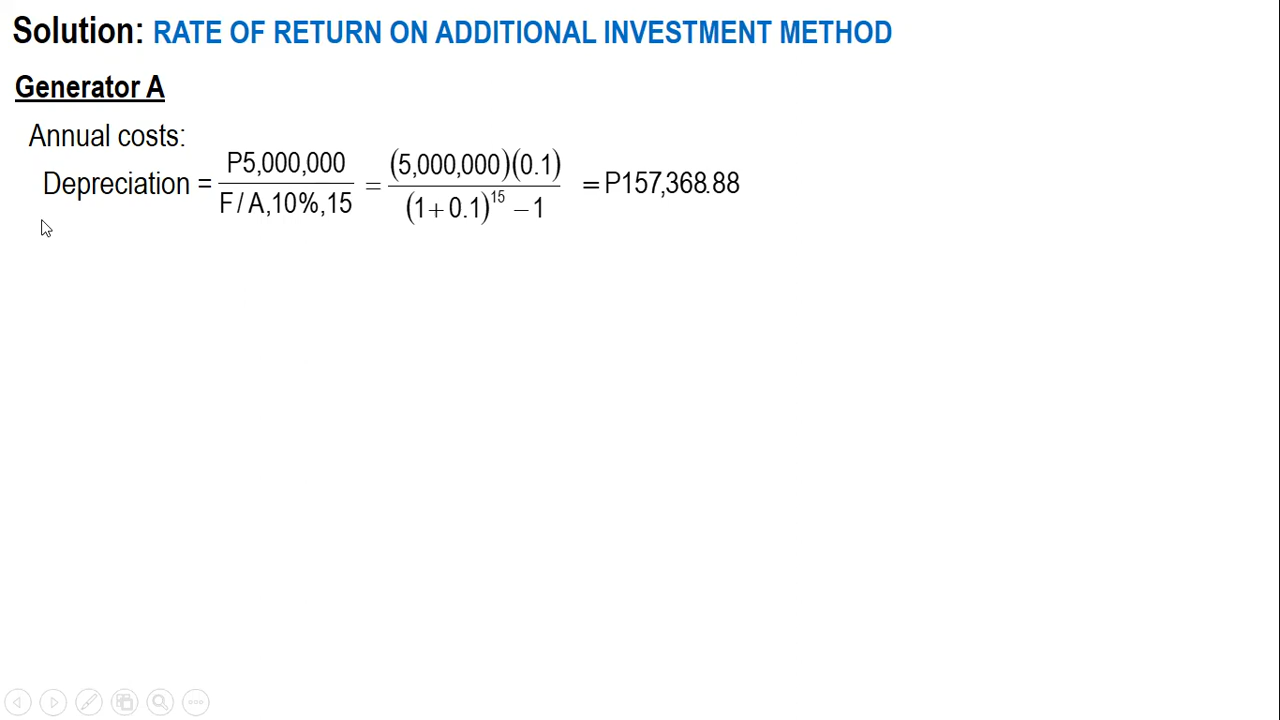 Solution: RATE OF RETURN ON ADDITIONAL INVESTMENT METHOD
Generator A
Annual costs:
Depreciation = P5,000,000 / F/A,10%,15 = (5,000,000)(0.1) / (1+0.1)^15 − 1 = P157,368.88